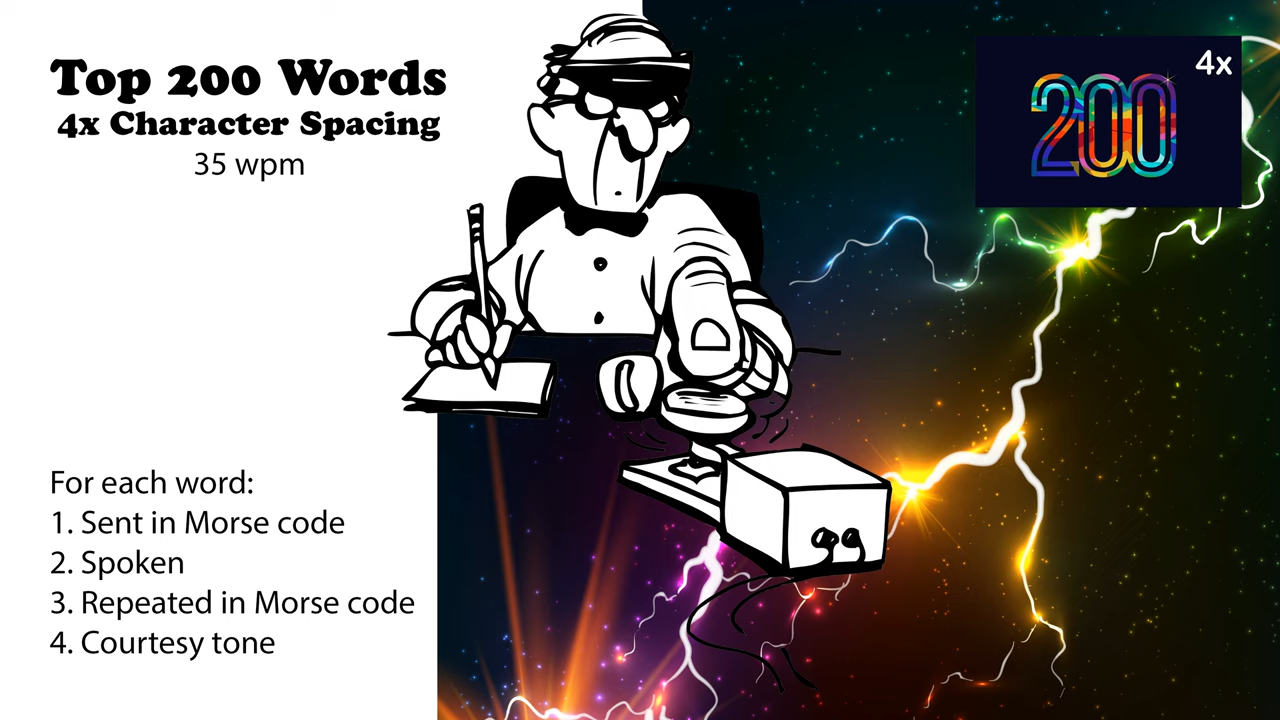 Top 200 Words
4x Character Spacing
35 wpm
4x
200
For each word:
1. Sent in Morse code
2. Spoken
3. Repeated in Morse code
4. Courtesy tone